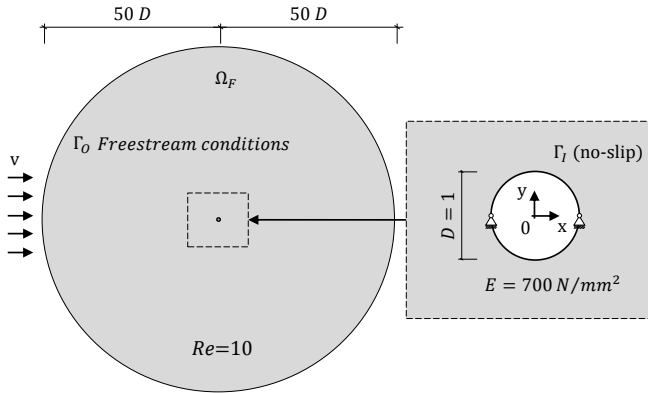 50 D
50 D
Ω_F
Γ_O Freestream conditions
v
Re=10
Γ_I (no-slip)
D = 1
y
x
0
E = 700 N/mm²